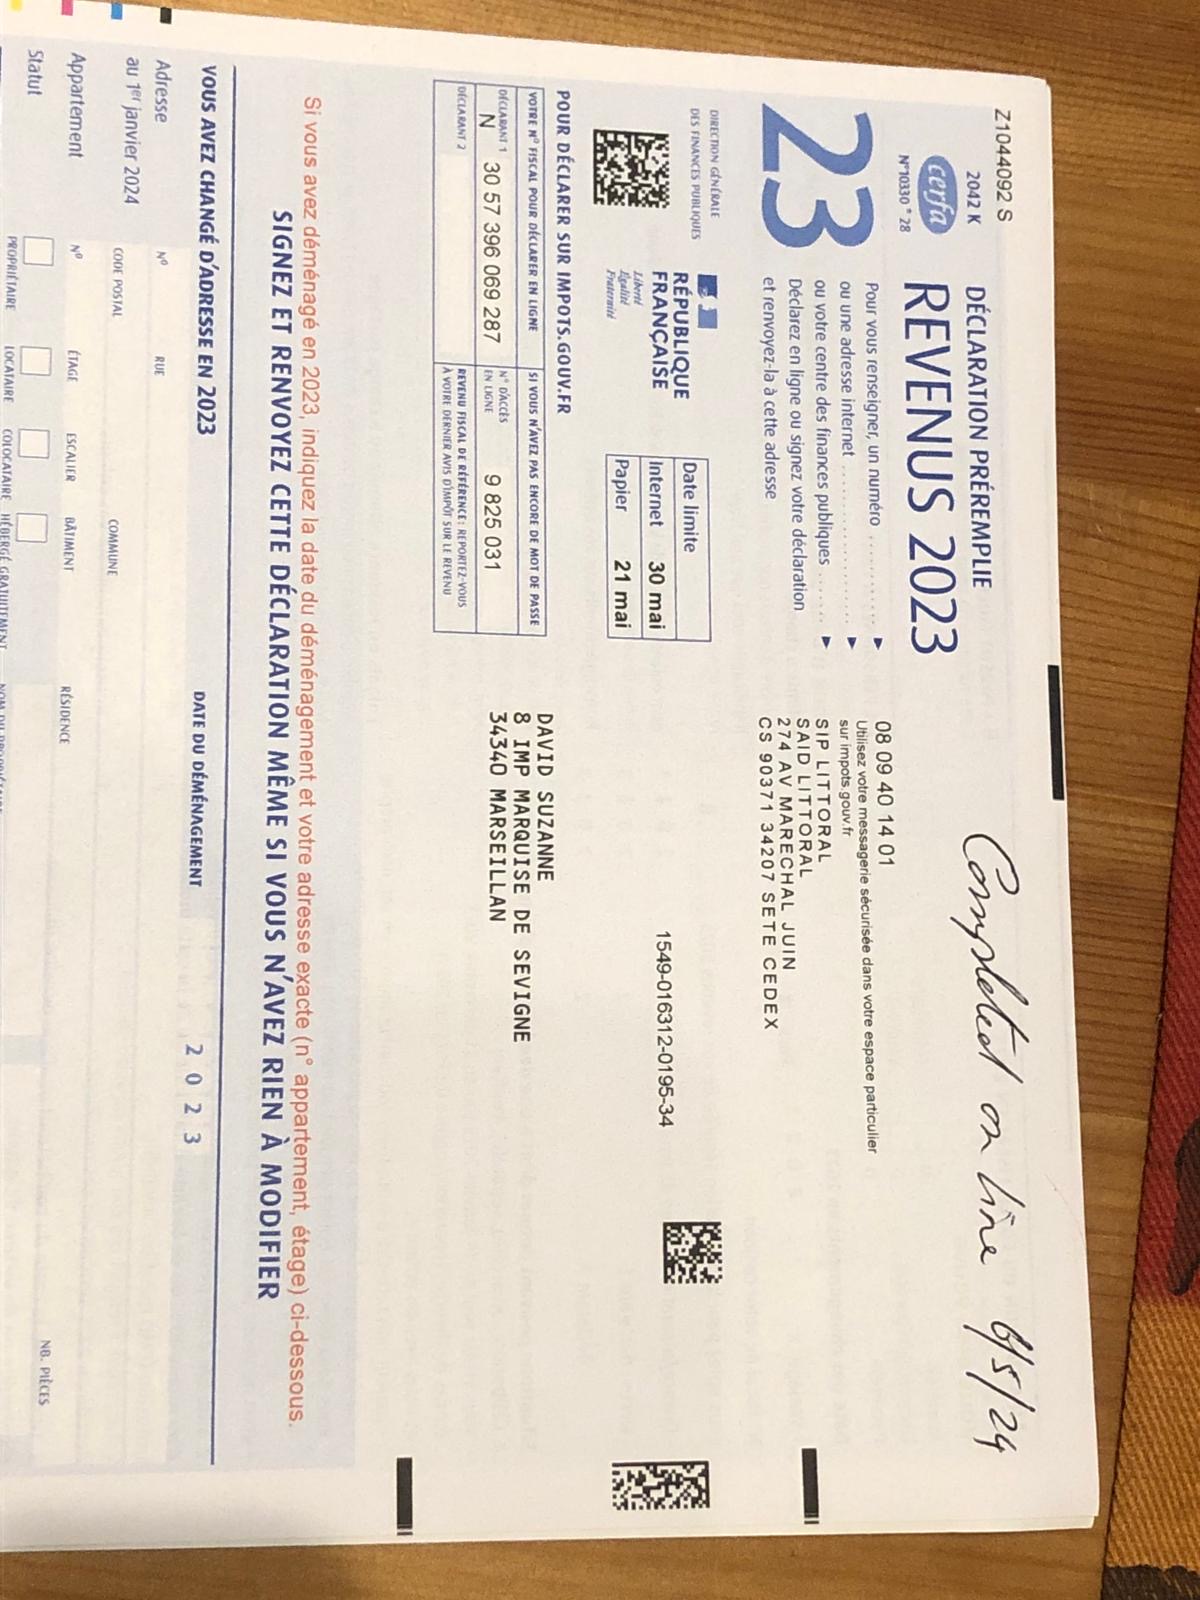 Z1044092 S
Completed on line 6/5/24
2042 K
cerfa
N° 10330 * 28
DÉCLARATION PRÉREMPLIE
REVENUS 2023
23
Pour vous renseigner, un numéro ............ ►
ou une adresse internet .................... ►
ou votre centre des finances publiques ...... ►
Déclarez en ligne ou signez votre déclaration
et renvoyez-la à cette adresse
08 09 40 14 01
Utilisez votre messagerie sécurisée dans votre espace particulier
sur impots.gouv.fr
SIP LITTORAL
SAID LITTORAL
274 AV MARECHAL JUIN
CS 90371 34207 SETE CEDEX
DIRECTION GÉNÉRALE
DES FINANCES PUBLIQUES
RÉPUBLIQUE
FRANÇAISE
Liberté
Égalité
Fraternité
Date limite
Internet 30 mai
Papier 21 mai
1549-016312-0195-34
POUR DÉCLARER SUR IMPOTS.GOUV.FR
VOTRE N° FISCAL POUR DÉCLARER EN LIGNE
SI VOUS N'AVEZ PAS ENCORE DE MOT DE PASSE
DÉCLARANT 1
N 30 57 396 069 287
N° D'ACCÈS
EN LIGNE
9 825 031
DÉCLARANT 2
REVENU FISCAL DE RÉFÉRENCE : REPORTEZ-VOUS
À VOTRE DERNIER AVIS D'IMPÔT SUR LE REVENU
DAVID SUZANNE
8 IMP MARQUISE DE SEVIGNE
34340 MARSEILLAN
Si vous avez déménagé en 2023, indiquez la date du déménagement et votre adresse exacte (n° appartement, étage) ci-dessous.
SIGNEZ ET RENVOYEZ CETTE DÉCLARATION MÊME SI VOUS N'AVEZ RIEN À MODIFIER
VOUS AVEZ CHANGÉ D'ADRESSE EN 2023
DATE DU DÉMÉNAGEMENT
2 0 2 3
Adresse
au 1er janvier 2024
N°
RUE
CODE POSTAL
COMMUNE
Appartement
N°
ÉTAGE
ESCALIER
BÂTIMENT
RÉSIDENCE
NB. PIÈCES
Statut
PROPRIÉTAIRE
LOCATAIRE
COLOCATAIRE
HÉBERGÉ GRATUITEMENT
NOM DU PROPRIÉTAIRE